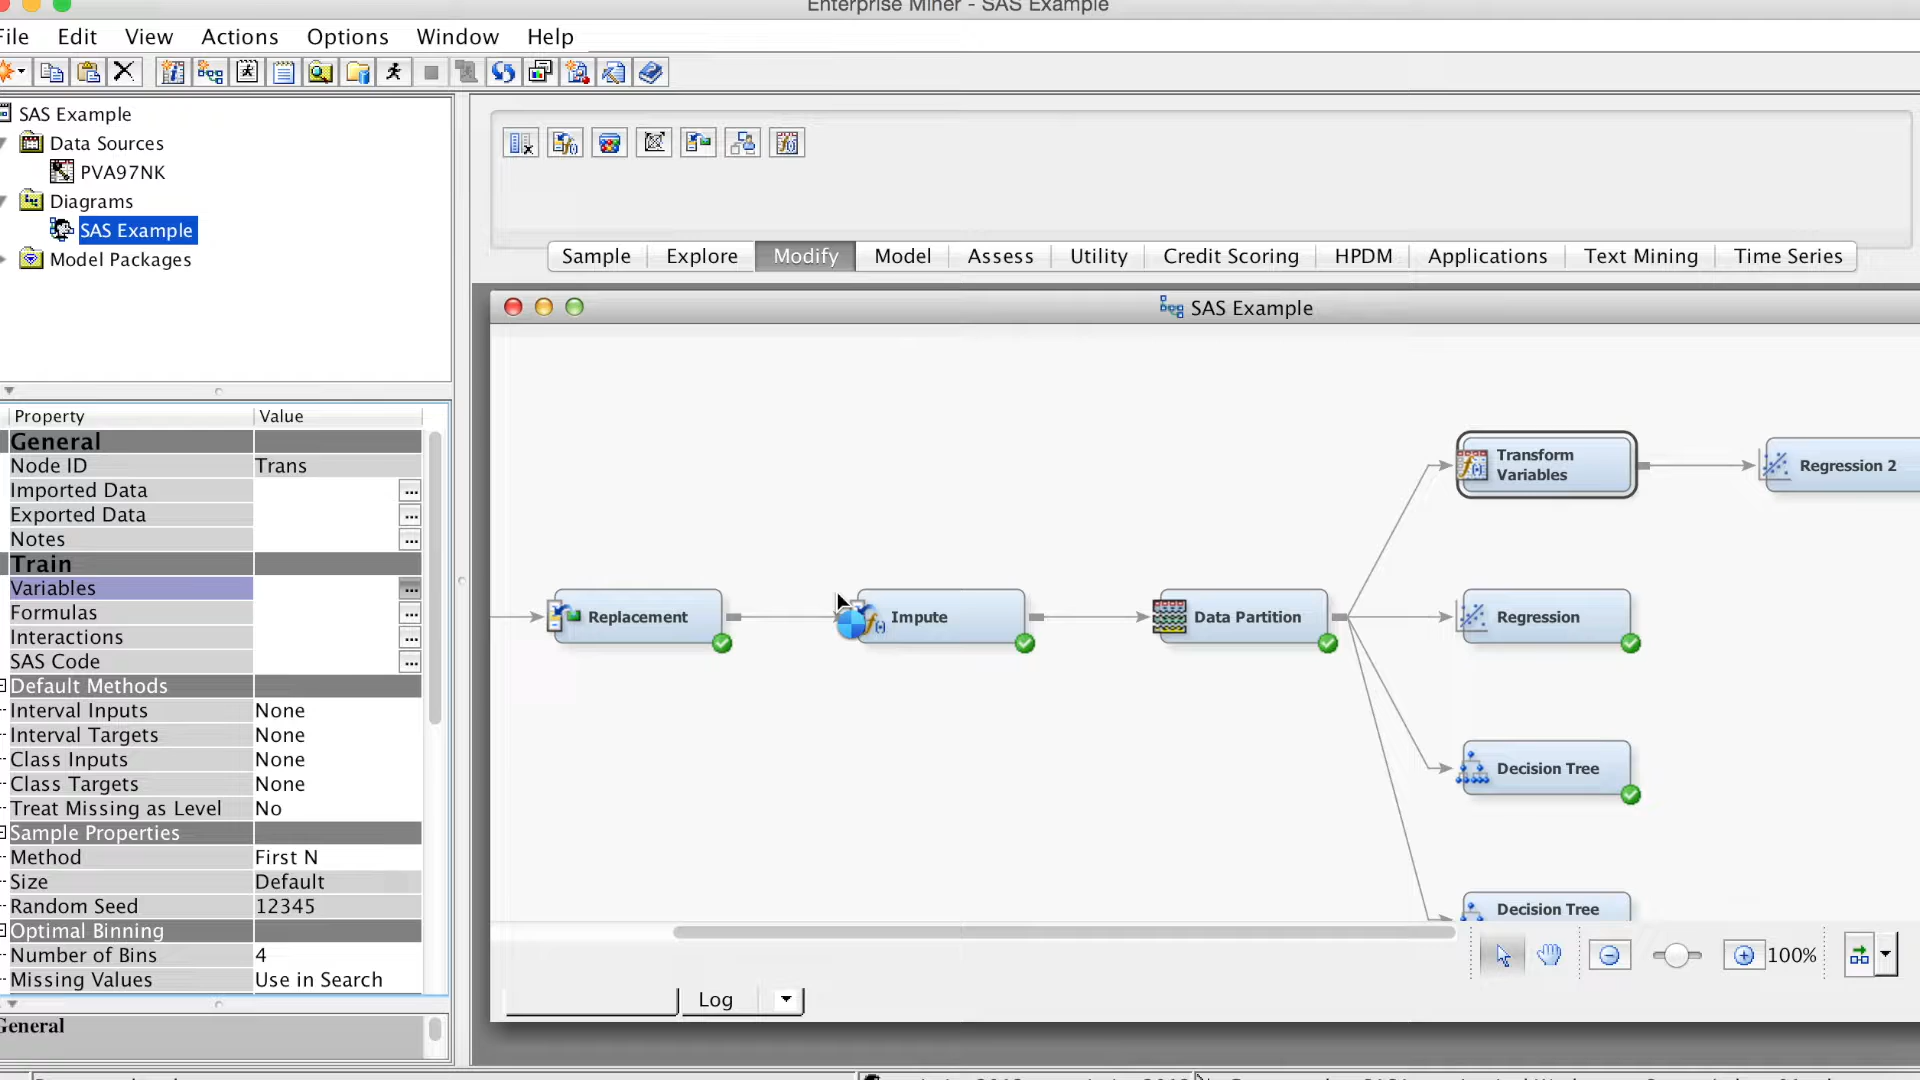 Enterprise Miner - SAS Example
File Edit View Actions Options Window Help
SAS Example
Data Sources
PVA97NK
Diagrams
SAS Example
Model Packages
Sample Explore Modify Model Assess Utility Credit Scoring HPDM Applications Text Mining Time Series
SAS Example
Property Value
General
Node ID Trans
Imported Data ...
Exported Data ...
Notes ...
Train
Variables ...
Formulas ...
Interactions ...
SAS Code ...
Default Methods
Interval Inputs None
Interval Targets None
Class Inputs None
Class Targets None
Treat Missing as Level No
Sample Properties
Method First N
Size Default
Random Seed 12345
Optimal Binning
Number of Bins 4
Missing Values Use in Search
General
Transform
Variables
Regression 2
Replacement
Impute
Data Partition
Regression
Decision Tree
Decision Tree
100%
Log